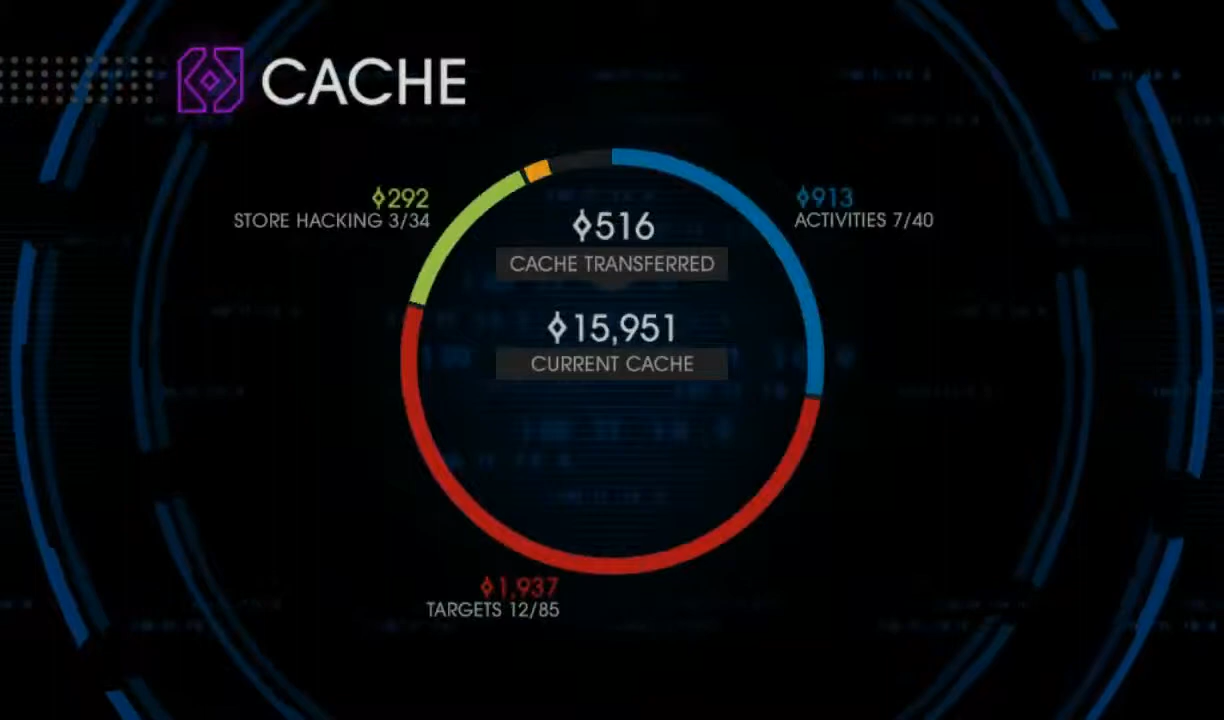 CACHE
292
STORE HACKING 3/34
913
ACTIVITIES 7/40
516
CACHE TRANSFERRED
15,951
CURRENT CACHE
1,937
TARGETS 12/85